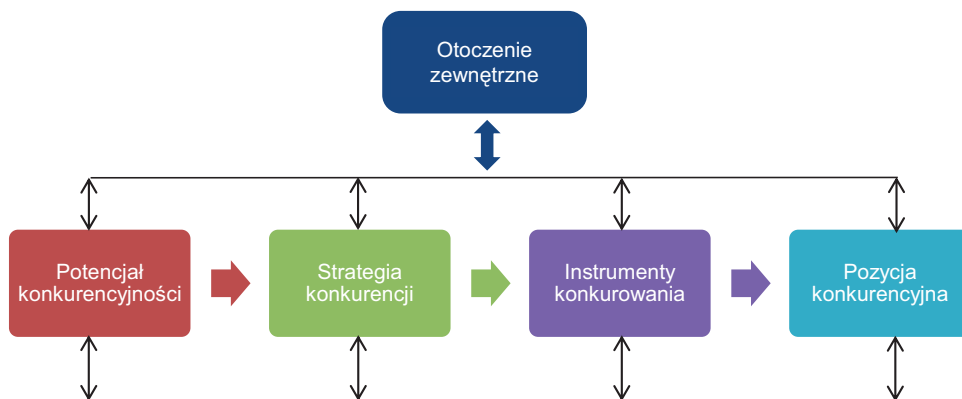 Otoczenie
zewnętrzne
Potencjał
konkurencyjności
Strategia
konkurencji
Instrumenty
konkurowania
Pozycja
konkurencyjna